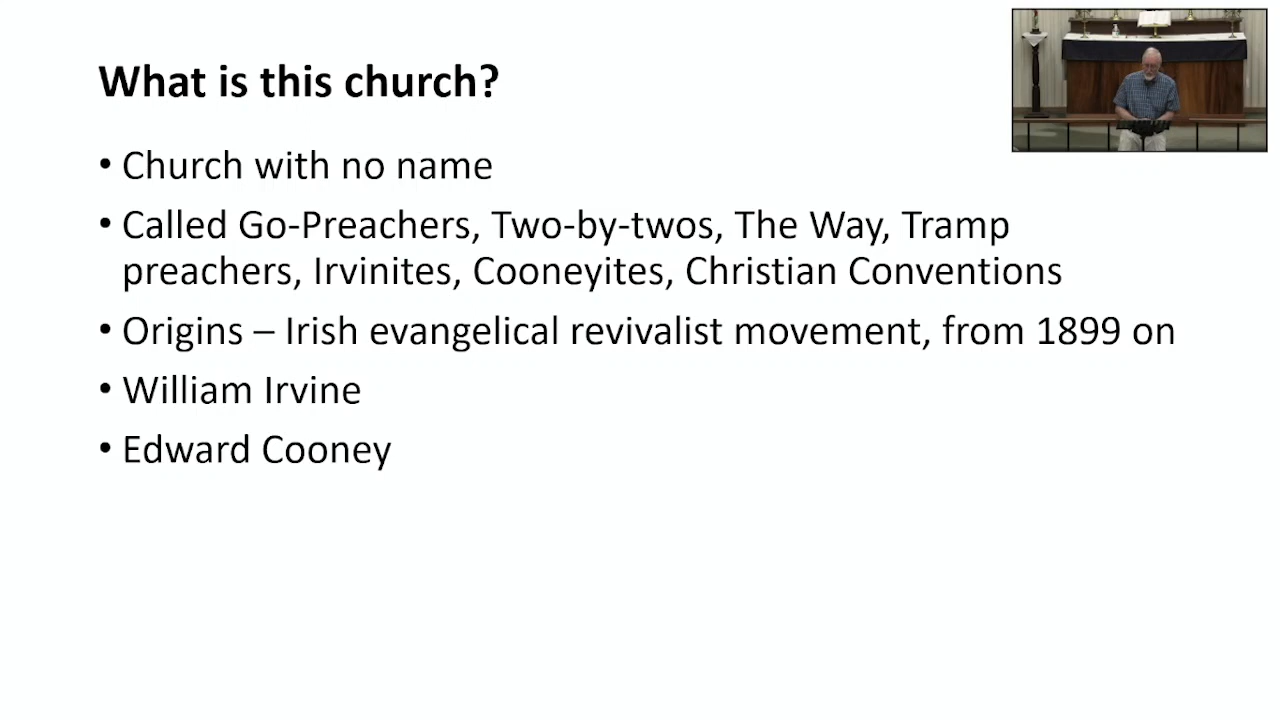 What is this church?
• Church with no name
• Called Go-Preachers, Two-by-twos, The Way, Tramp
preachers, Irvinites, Cooneyites, Christian Conventions
• Origins – Irish evangelical revivalist movement, from 1899 on
• William Irvine
• Edward Cooney